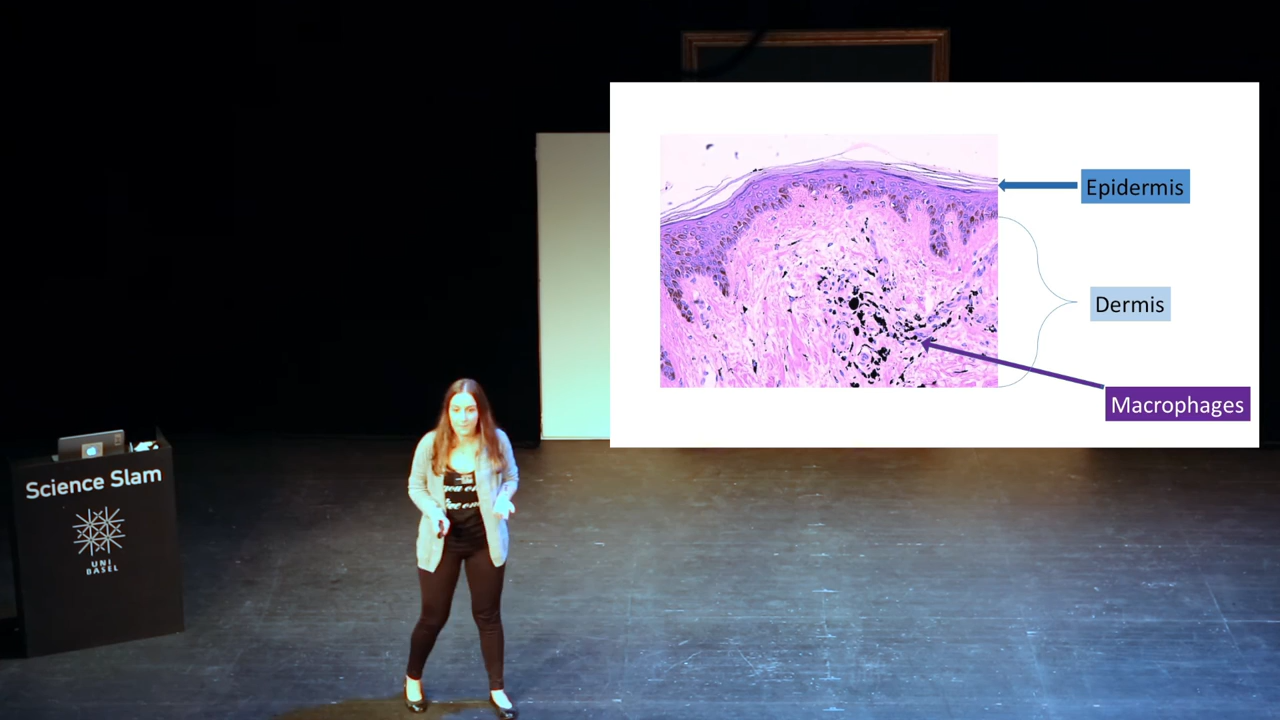 Epidermis
Dermis
Macrophages
Science Slam
UNI
BASEL